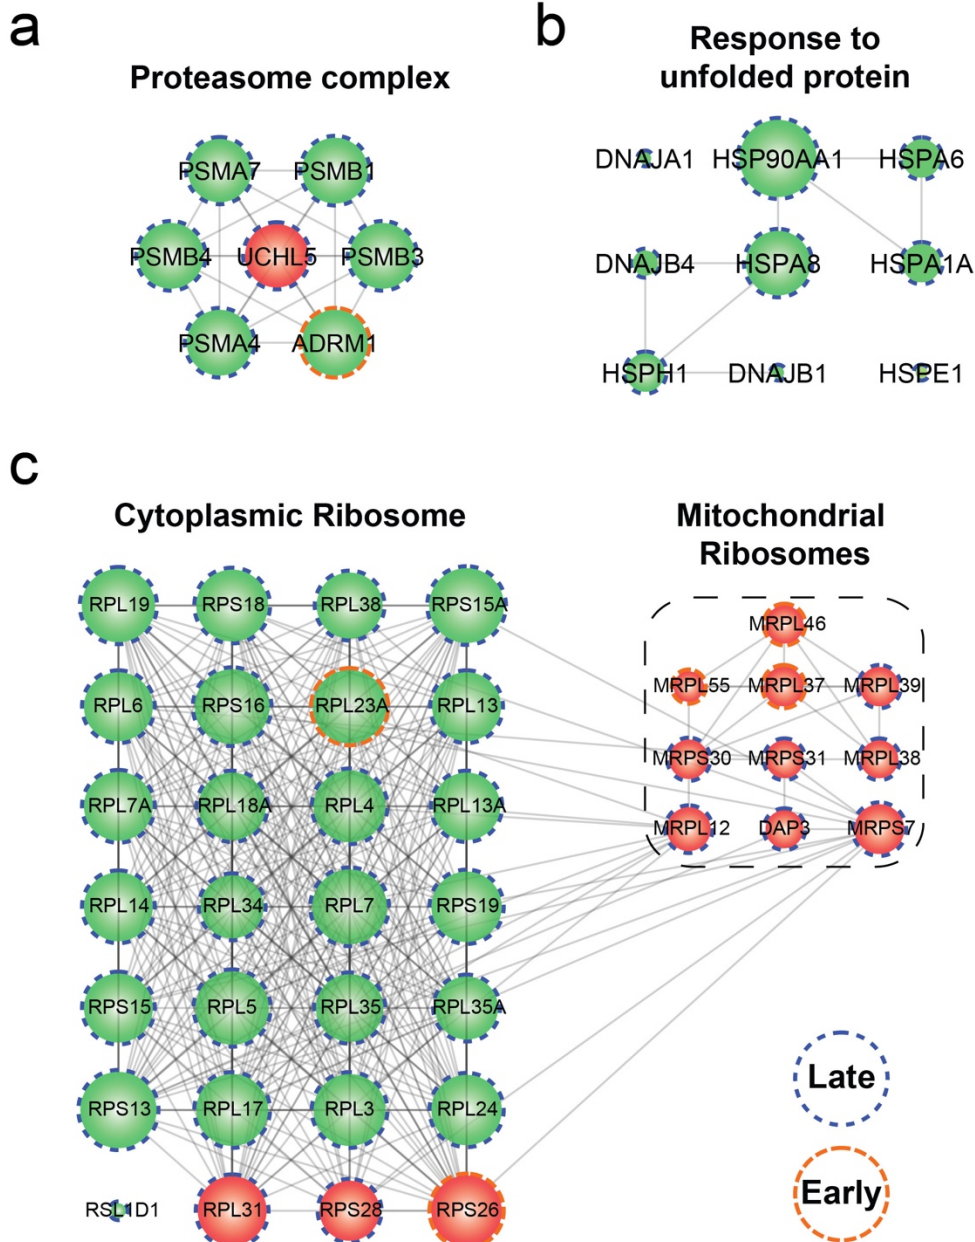 a
Proteasome complex
PSMA7 PSMB1
PSMB4 UCHL5 PSMB3
PSMA4 ADRM1
b
Response to
unfolded protein
DNAJA1 HSP90AA1 HSPA6
DNAJB4 HSPA8 HSPA1A
HSPH1 DNAJB1 HSPE1
c
Cytoplasmic Ribosome
RPL19 RPS18 RPL38 RPS15A
RPL6 RPS16 RPL23A RPL13
RPL7A RPL18A RPL4 RPL13A
RPL14 RPL34 RPL7 RPS19
RPS15 RPL5 RPL35 RPL35A
RPS13 RPL17 RPL3 RPL24
RSL1D1 RPL31 RPS28 RPS26
Mitochondrial
Ribosomes
MRPL46
MRPL55 MRPL37 MRPL39
MRPS30 MRPS31 MRPL38
MRPL12 DAP3 MRPS7
Late
Early